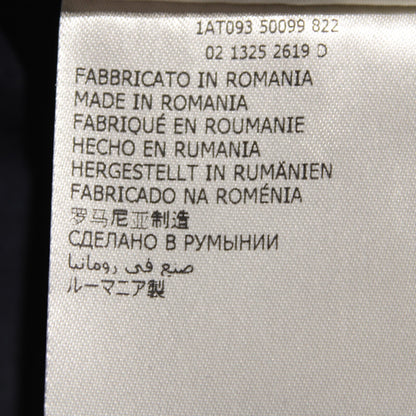 1AT093 50099 822
02 1325 2619 D
FABBRICATO IN ROMANIA
MADE IN ROMANIA
FABRIQUÉ EN ROUMANIE
HECHO EN RUMANIA
HERGESTELLT IN RUMÄNIEN
FABRICADO NA ROMÉNIA
罗马尼亚制造
СДЕЛАНО В РУМЫНИИ
صنع في رومانيا
ルーマニア製